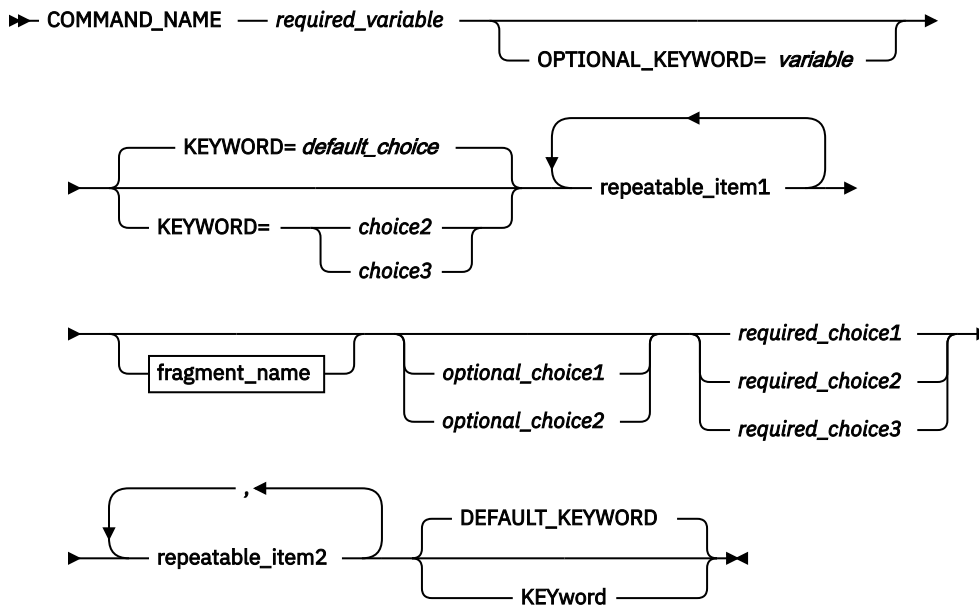 COMMAND_NAME required_variable
OPTIONAL_KEYWORD= variable
KEYWORD= default_choice
repeatable_item1
KEYWORD= choice2
choice3
fragment_name
optional_choice1
optional_choice2
required_choice1
required_choice2
required_choice3
,
repeatable_item2
DEFAULT_KEYWORD
KEYword